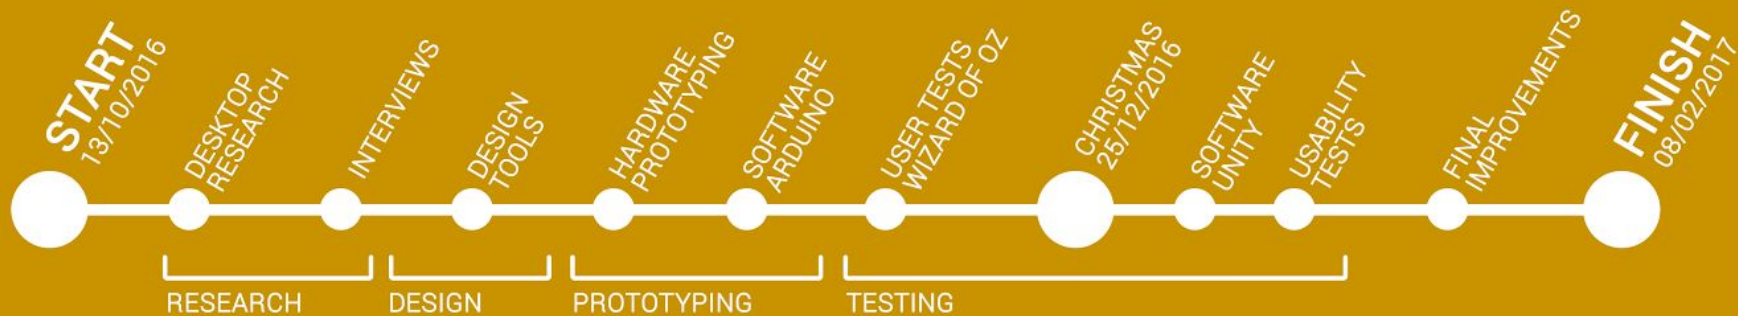 START
13/10/2016
DESKTOP
RESEARCH
INTERVIEWS
DESIGN
TOOLS
HARDWARE
PROTOTYPING
SOFTWARE
ARDUINO
USER TESTS
WIZARD OF OZ
CHRISTMAS
25/12/2016
SOFTWARE
UNITY
USABILITY
TESTS
FINAL
IMPROVEMENTS
FINISH
08/02/2017
RESEARCH
DESIGN
PROTOTYPING
TESTING